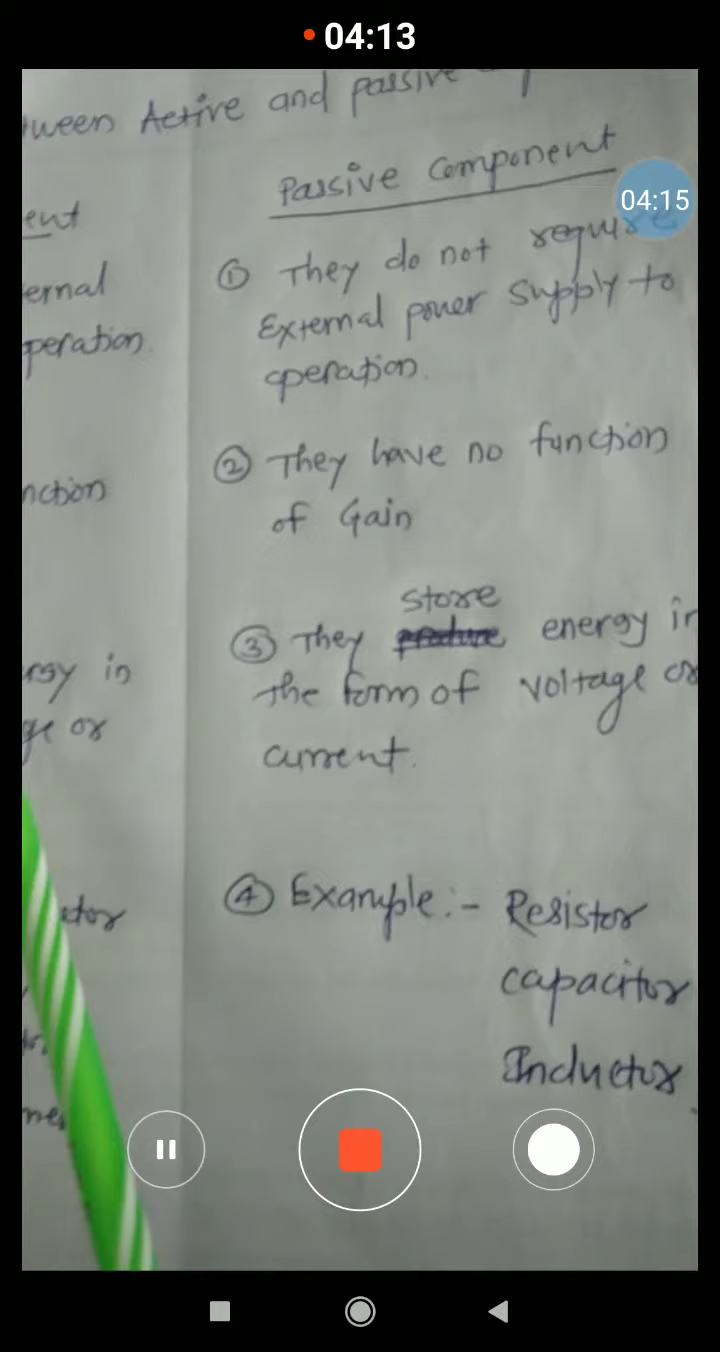 04:13
ween Active and passive
Passive Component
04:15
ent
① They do not require
ernal
External power supply to
peration.
operation.
② They have no function
nction
of Gain
store
③ They energy in
rgy in
the form of voltage or
ge or
current.
④ Example:- Resistor
ctor
capacitor
Inductor.